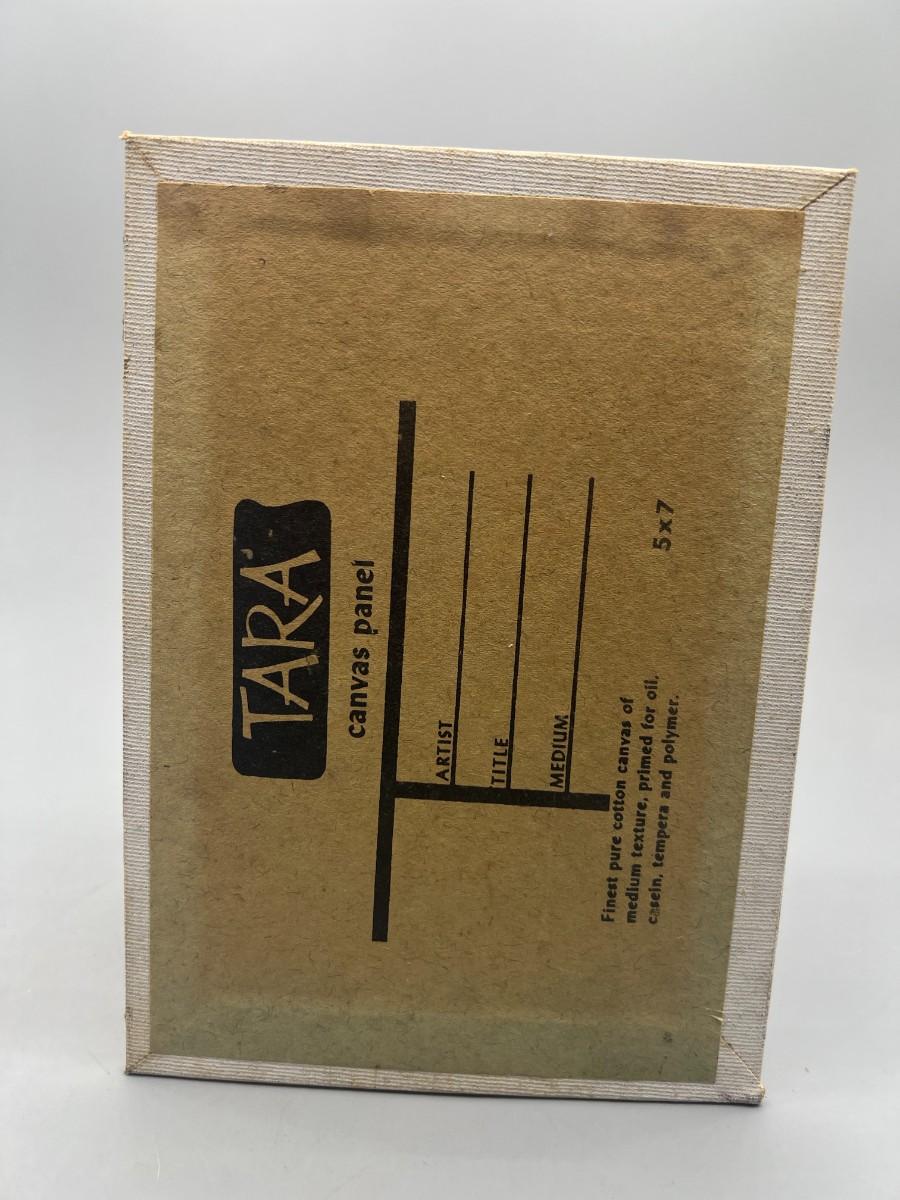 TARA
canvas panel
ARTIST
TITLE
MEDIUM
Finest pure cotton canvas of
medium texture, primed for oil,
casein, tempera and polymer.
5x7